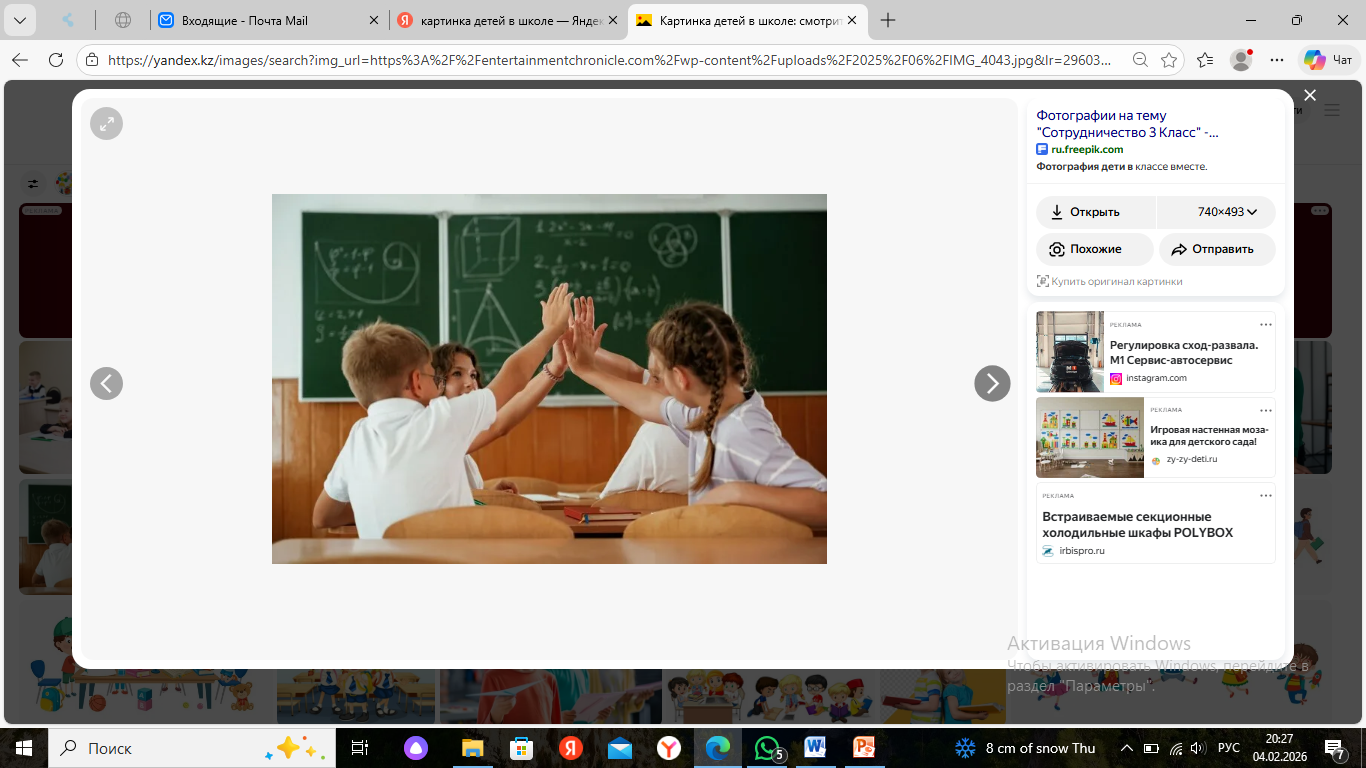 Входящие - Почта Mail
картинка детей в школе — Яндек
Картинка детей в школе: смотрит
https://yandex.kz/images/search?img_url=https%3A%2F%2Fentertainmentchronicle.com%2Fwp-content%2Fuploads%2F2025%2F06%2FIMG_4043.jpg&lr=29603...
Чат
Фотографии на тему
"Сотрудничество 3 Класс" -...
ru.freepik.com
Фотография дети в классе вместе.
Открыть
740×493
Похожие
Отправить
Купить оригинал картинки
РЕКЛАМА
РЕКЛАМА
Регулировка сход-развала.
М1 Сервис-автосервис
instagram.com
РЕКЛАМА
Игровая настенная моза-
ика для детского сада!
zy-zy-deti.ru
РЕКЛАМА
Встраиваемые секционные
холодильные шкафы POLYBOX
irbispro.ru
Активация Windows
Чтобы активировать Windows, перейдите в
раздел "Параметры".
Поиск
5
8 cm of snow Thu
РУС
20:27
04.02.2026
7